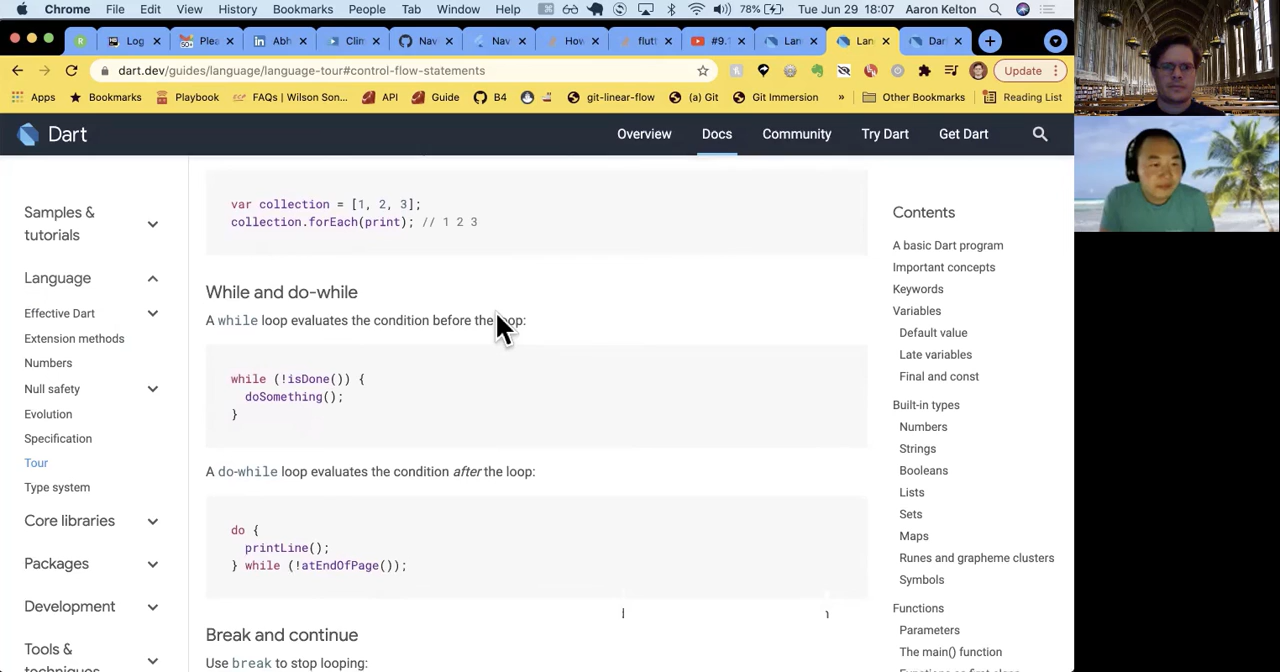 Chrome File Edit View History Bookmarks People Tab Window Help 78% Tue Jun 29 18:07 Aaron Kelton
Log Plea Abh Clin Nav Nav How flutt #9. Lan Lan Dar
dart.dev/guides/language/language-tour#control-flow-statements Update
Apps Bookmarks Playbook FAQs | Wilson Son... API Guide B4 git-linear-flow (a) Git Git Immersion » Other Bookmarks Reading List
Dart Overview Docs Community Try Dart Get Dart
Samples &
tutorials
Language
Effective Dart
Extension methods
Numbers
Null safety
Evolution
Specification
Tour
Type system
Core libraries
Packages
Development
Tools &
var collection = [1, 2, 3];
collection.forEach(print); // 1 2 3
While and do-while
A while loop evaluates the condition before the loop:
while (!isDone()) {
doSomething();
}
A do-while loop evaluates the condition after the loop:
do {
printLine();
} while (!atEndOfPage());
Break and continue
Use break to stop looping:
Contents
A basic Dart program
Important concepts
Keywords
Variables
Default value
Late variables
Final and const
Built-in types
Numbers
Strings
Booleans
Lists
Sets
Maps
Runes and grapheme clusters
Symbols
Functions
Parameters
The main() function